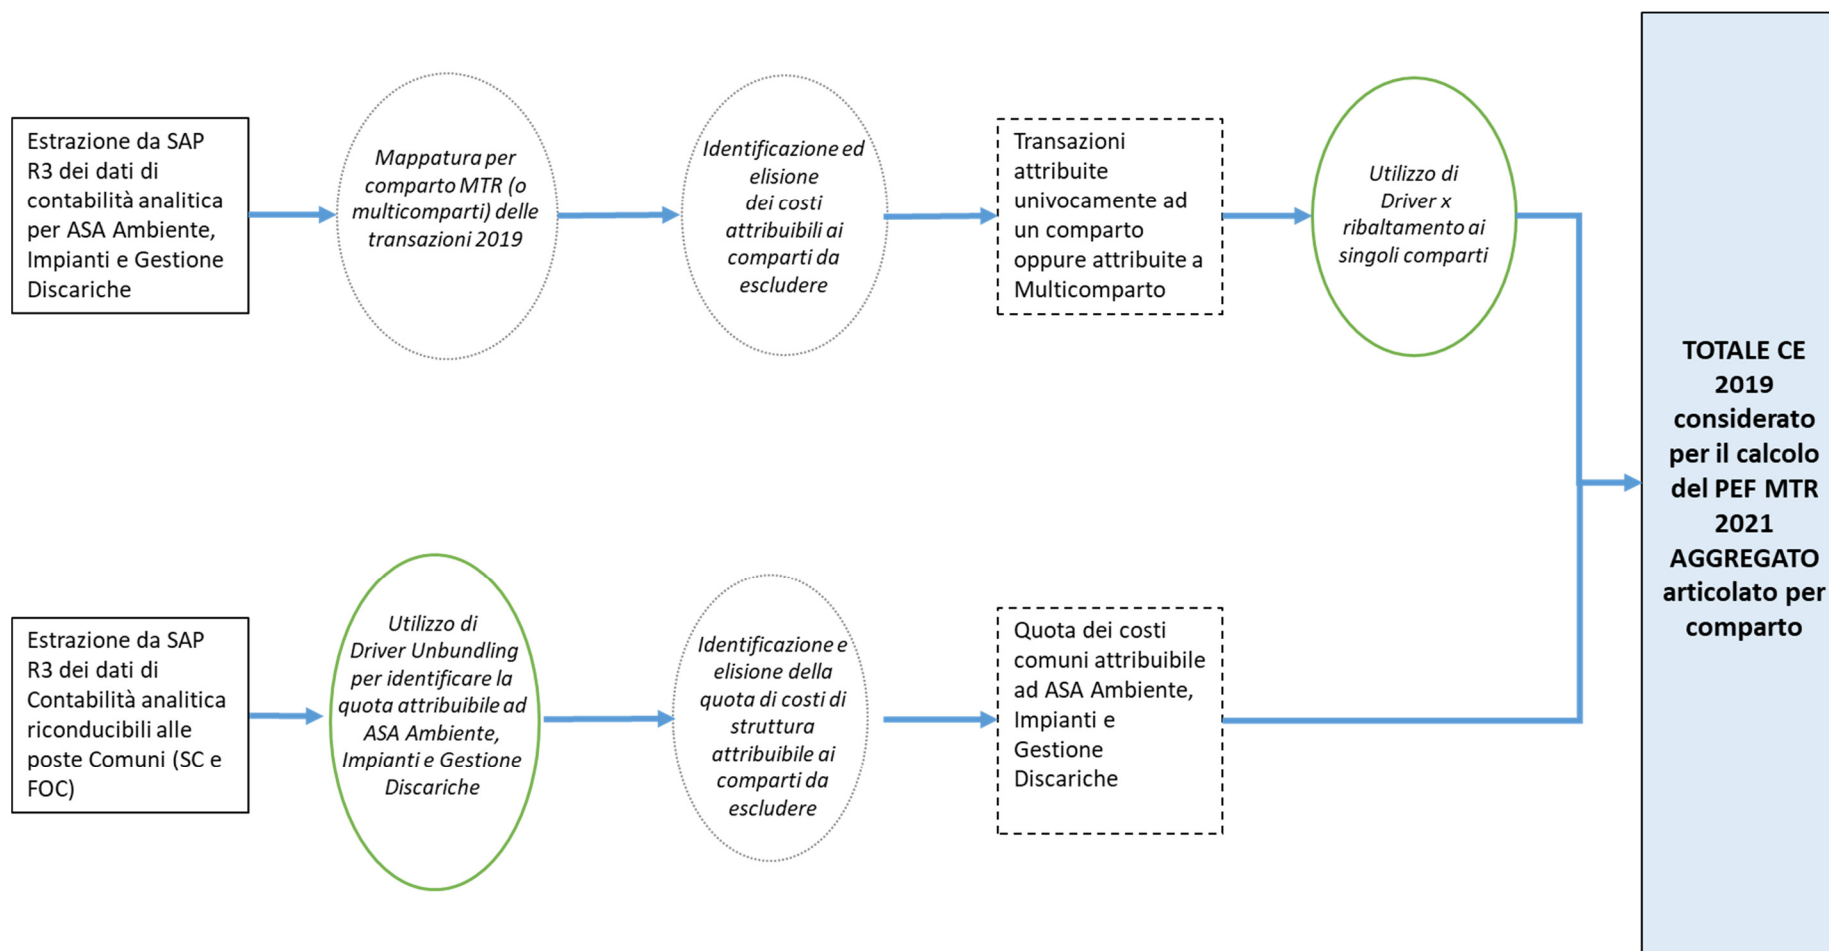 Estrazione da SAP
R3 dei dati di
contabilità analitica
per ASA Ambiente,
Impianti e Gestione
Discariche
Mappatura per
comparto MTR (o
multicomparti) delle
transazioni 2019
Identificazione ed
elisione
dei costi
attribuibili ai
comparti da
escludere
Transazioni
attribuite
univocamente ad
un comparto
oppure attribuite a
Multicomparto
Utilizzo di
Driver x
ribaltamento ai
singoli comparti
Estrazione da SAP
R3 dei dati di
Contabilità analitica
riconducibili alle
poste Comuni (SC e
FOC)
Utilizzo di
Driver Unbundling
per identificare la
quota attribuibile ad
ASA Ambiente,
Impianti e Gestione
Discariche
Identificazione e
elisione della
quota di costi di
struttura
attribuibile ai
comparti da
escludere
Quota dei costi
comuni attribuibile
ad ASA Ambiente,
Impianti e
Gestione
Discariche
TOTALE CE
2019
considerato
per il calcolo
del PEF MTR
2021
AGGREGATO
articolato per
comparto